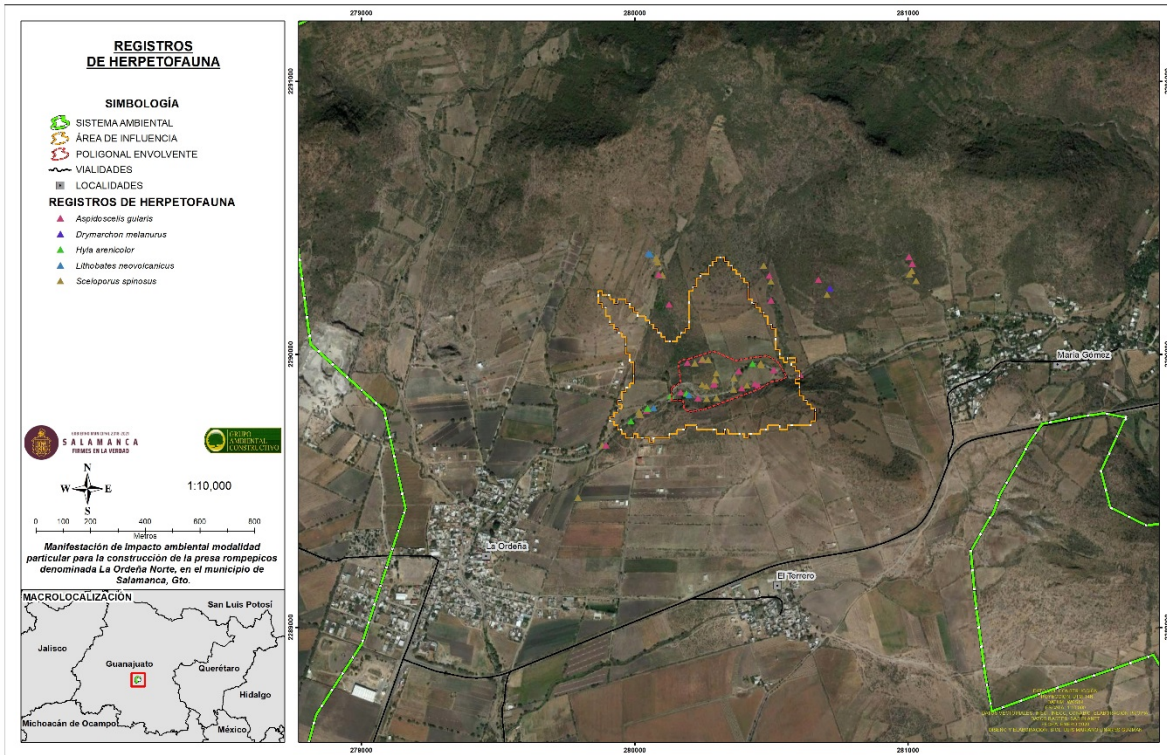 REGISTROS
DE HERPETOFAUNA
SIMBOLOGÍA
SISTEMA AMBIENTAL
ÁREA DE INFLUENCIA
POLIGONAL ENVOLVENTE
VIALIDADES
LOCALIDADES
REGISTROS DE HERPETOFAUNA
Aspidoscelis gularis
Drymarchon melanurus
Hyla arenicolor
Lithobates neovolcanicus
Sceloporus spinosus
SALAMANCA
FIRMES EN LA VERDAD
GRUPO
AMBIENTAL
CONSTRUCTIVO
N
W E
S
1:10,000
0 200 400 600 800
Metros
Manifestación de Impacto ambiental modalidad
particular para la construcción de la presa rompepicos
denominada La Ordeña Norte, en el municipio de
Salamanca, Gto.
MACROLOCALIZACIÓN
San Luis Potosí
Jalisco
Guanajuato
Querétaro
Hidalgo
Michoacán de Ocampo
México
279000 280000 281000
2291000
2290000
2289000
María Gómez
La Ordeña
El Terrero
279000 280000 281000